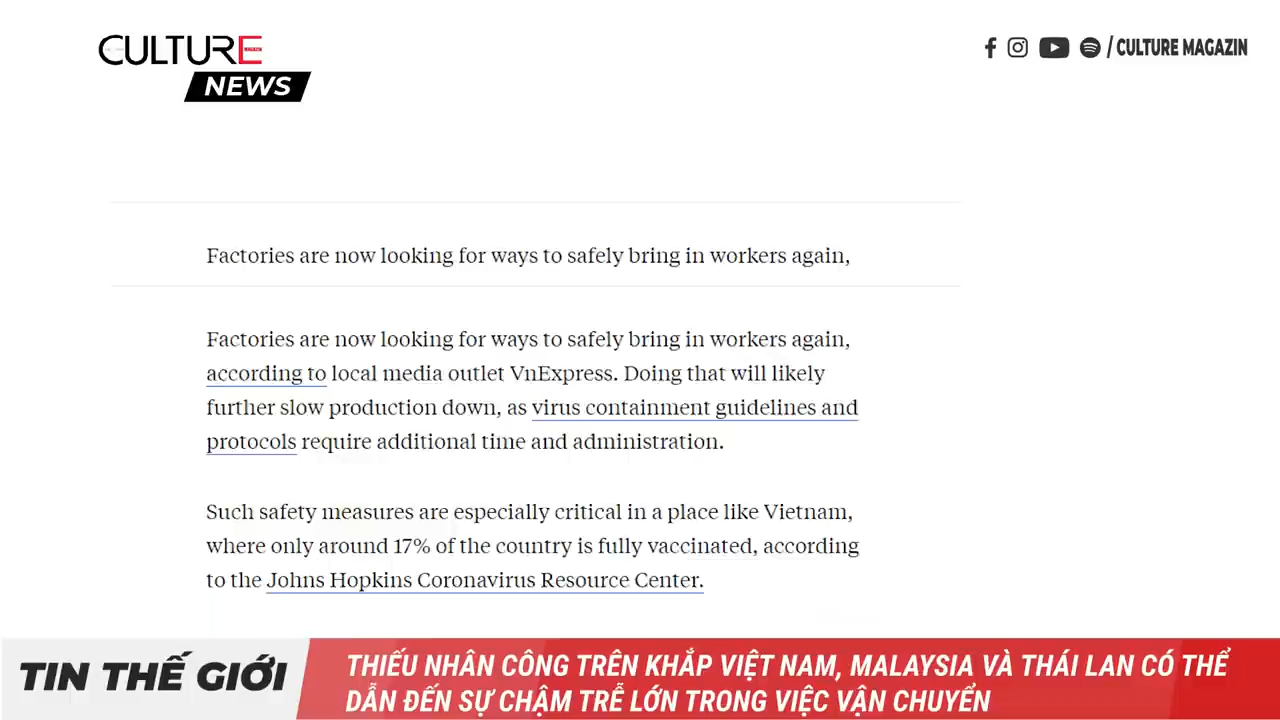 CULTURE
NEWS
/ CULTURE MAGAZIN
Factories are now looking for ways to safely bring in workers again,
Factories are now looking for ways to safely bring in workers again,
according to local media outlet VnExpress. Doing that will likely
further slow production down, as virus containment guidelines and
protocols require additional time and administration.
Such safety measures are especially critical in a place like Vietnam,
where only around 17% of the country is fully vaccinated, according
to the Johns Hopkins Coronavirus Resource Center.
TIN THẾ GIỚI
THIẾU NHÂN CÔNG TRÊN KHẮP VIỆT NAM, MALAYSIA VÀ THÁI LAN CÓ THỂ
DẪN ĐẾN SỰ CHẬM TRỄ LỚN TRONG VIỆC VẬN CHUYỂN